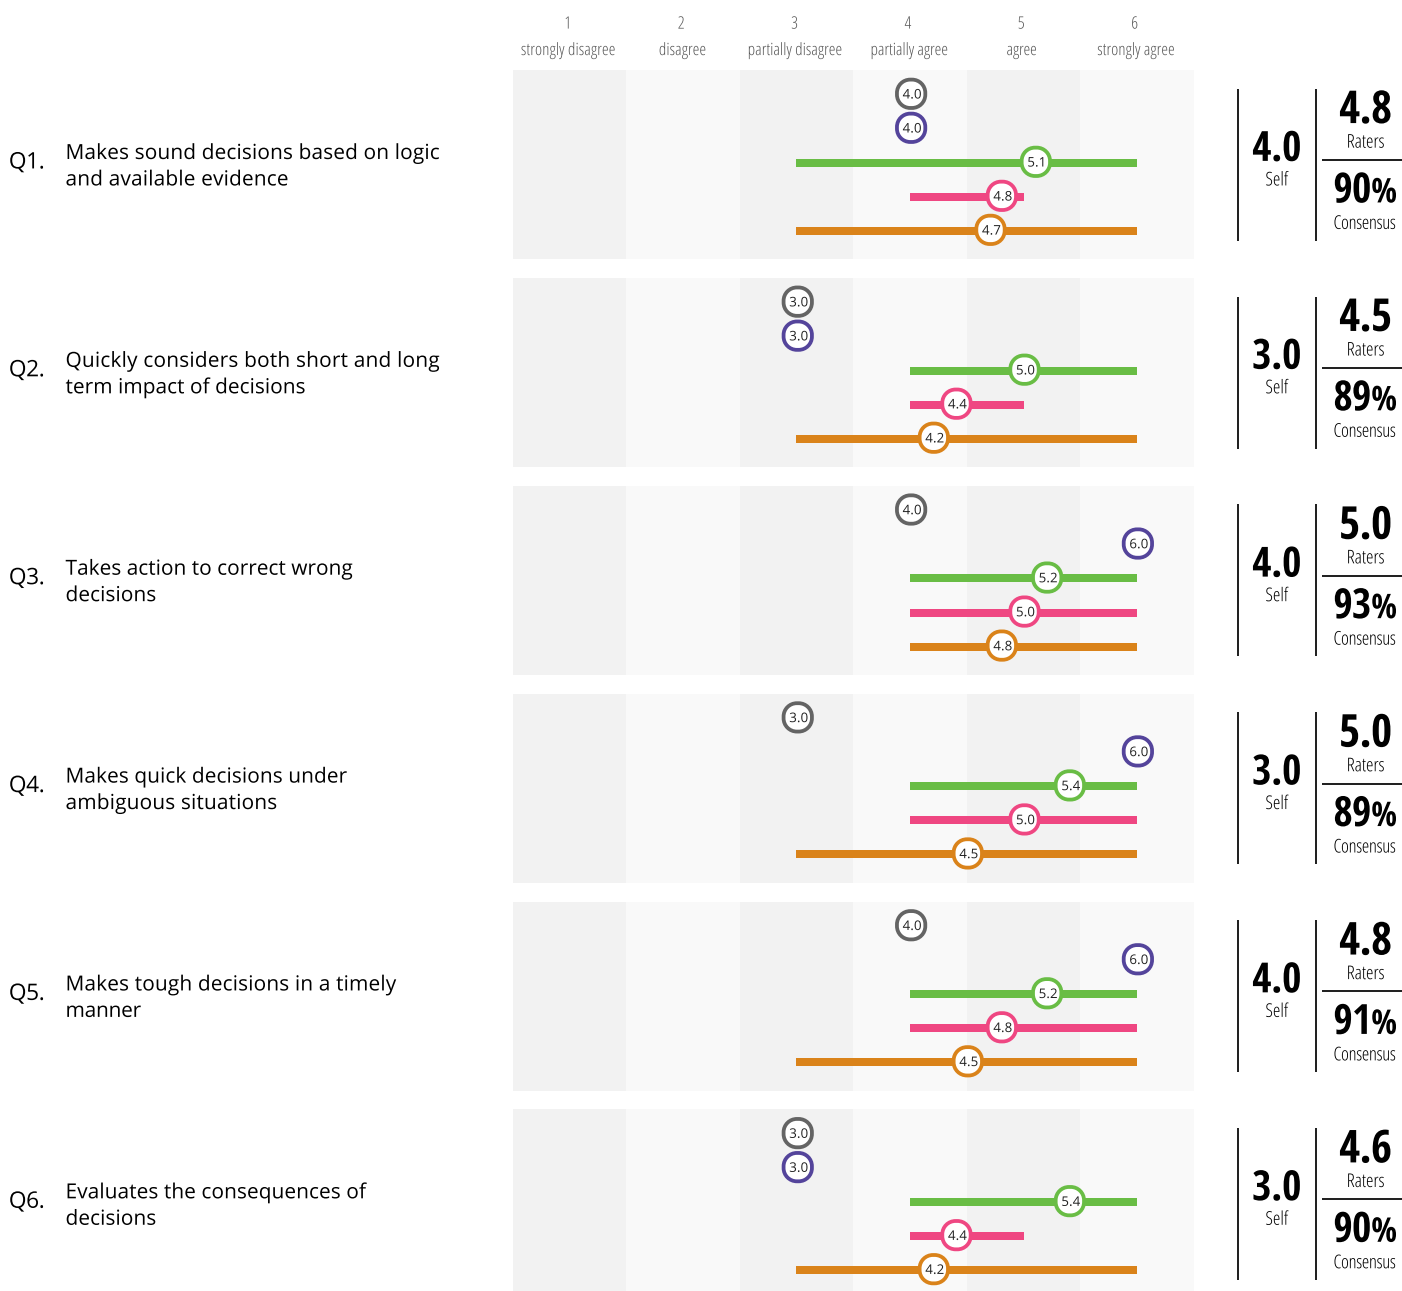 1 2 3 4 5 6
strongly disagree disagree partially disagree partially agree agree strongly agree
Q1. Makes sound decisions based on logic
and available evidence
4.0
4.0
5.1
4.8
4.7
4.0
Self
4.8
Raters
90%
Consensus
Q2. Quickly considers both short and long
term impact of decisions
3.0
3.0
5.0
4.4
4.2
3.0
Self
4.5
Raters
89%
Consensus
Q3. Takes action to correct wrong
decisions
4.0
6.0
5.2
5.0
4.8
4.0
Self
5.0
Raters
93%
Consensus
Q4. Makes quick decisions under
ambiguous situations
3.0
6.0
5.4
5.0
4.5
3.0
Self
5.0
Raters
89%
Consensus
Q5. Makes tough decisions in a timely
manner
4.0
6.0
5.2
4.8
4.5
4.0
Self
4.8
Raters
91%
Consensus
Q6. Evaluates the consequences of
decisions
3.0
3.0
5.4
4.4
4.2
3.0
Self
4.6
Raters
90%
Consensus